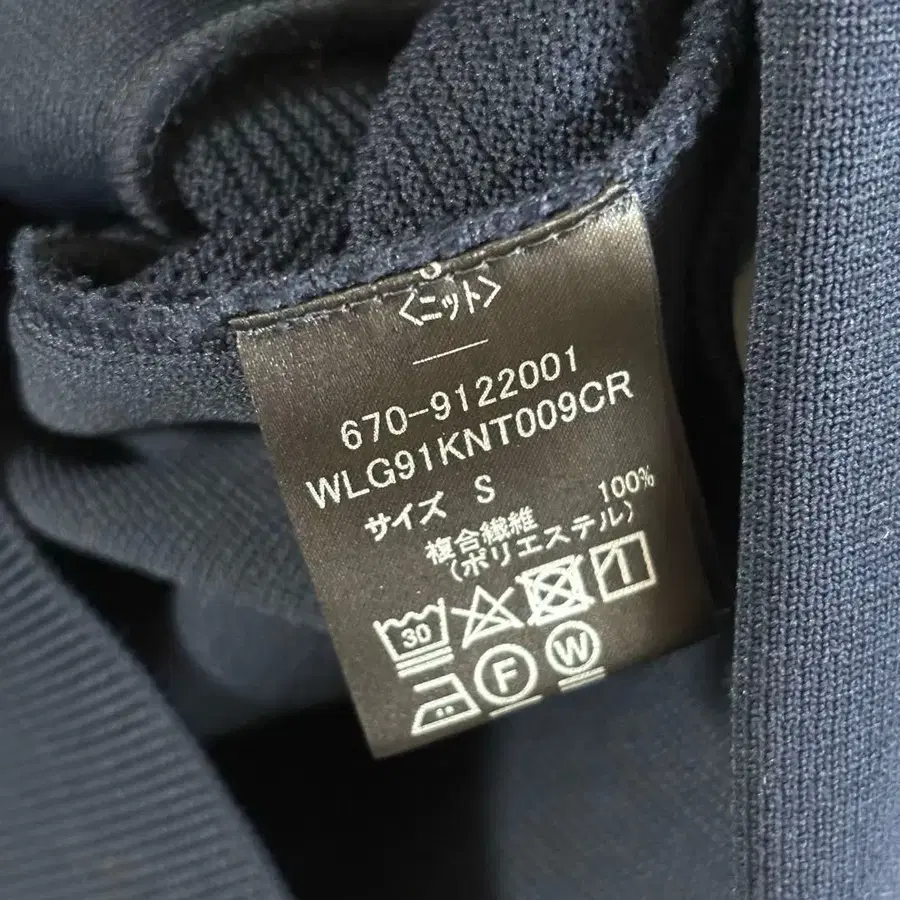 〈ニット〉
670-9122001
WLG91KNT009CR
サイズ S
複合繊維 100%
(ポリエステル)
30
F W